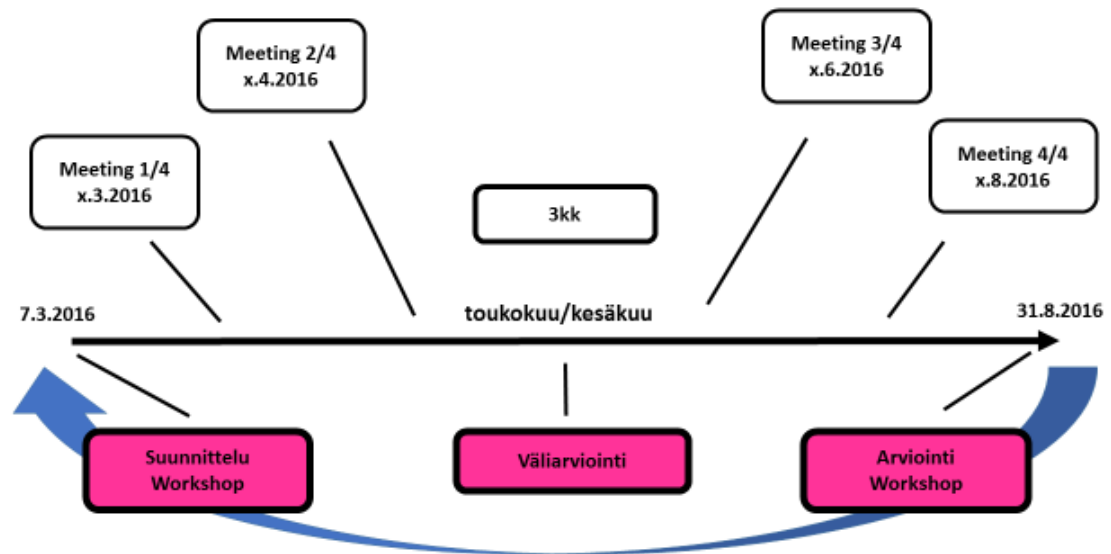 Meeting 1/4
x.3.2016
Meeting 2/4
x.4.2016
3kk
Meeting 3/4
x.6.2016
Meeting 4/4
x.8.2016
7.3.2016
toukokuu/kesäkuu
31.8.2016
Suunnittelu
Workshop
Väliarviointi
Arviointi
Workshop